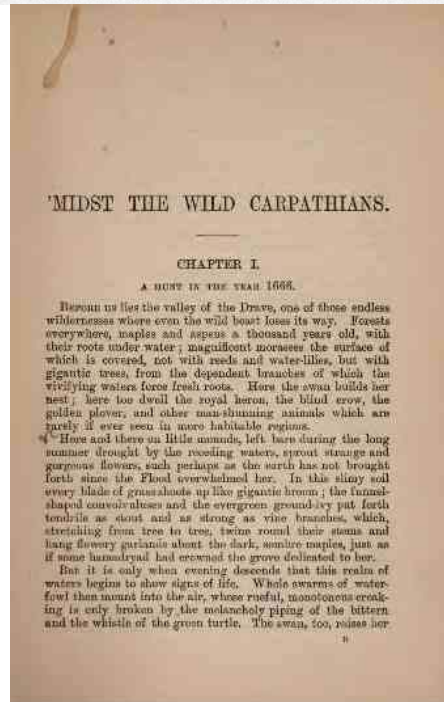 'MIDST THE WILD CARPATHIANS.
CHAPTER I.
A HUNT IN THE YEAR 1666.
BEFORE us lies the valley of the Drave, one of those endless
wildernesses where even the wild beast loses its way. Forests
everywhere, maples and aspens a thousand years old, with
their roots under water; magnificent morasses the surface of
which is covered, not with reeds and water-lilies, but with
gigantic trees, from the dependent branches of which the
vivifying waters force fresh roots. Here the swan builds her
nest; here too dwell the royal heron, the blind crow, the
golden plover, and other man-shunning animals which are
rarely if ever seen in more habitable regions.
Here and there on little mounds, left bare during the long
summer drought by the receding waters, sprout strange and
gorgeous flowers, such perhaps as the earth has not brought
forth since the Flood overwhelmed her. In this slimy soil
every blade of grass shoots up like gigantic broom; the funnel-
shaped convolvuluses and the evergreen ground-ivy put forth
tendrils as stout and as strong as vine branches, which,
stretching from tree to tree, twine round their stems and
hang flowery garlands about the dark, sombre maples, just as
if some hamadryad had crowned the grove dedicated to her.
But it is only when evening descends that this realm of
waters begins to show signs of life. Whole swarms of water-
fowl then mount into the air, whose rueful, monotonous croak-
ing is only broken by the melancholy piping of the bittern
and the whistle of the green turtle. The swan, too, raises her
B